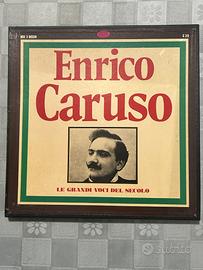 Enrico
Caruso
LE GRANDI VOCI DEL SECOLO
subito